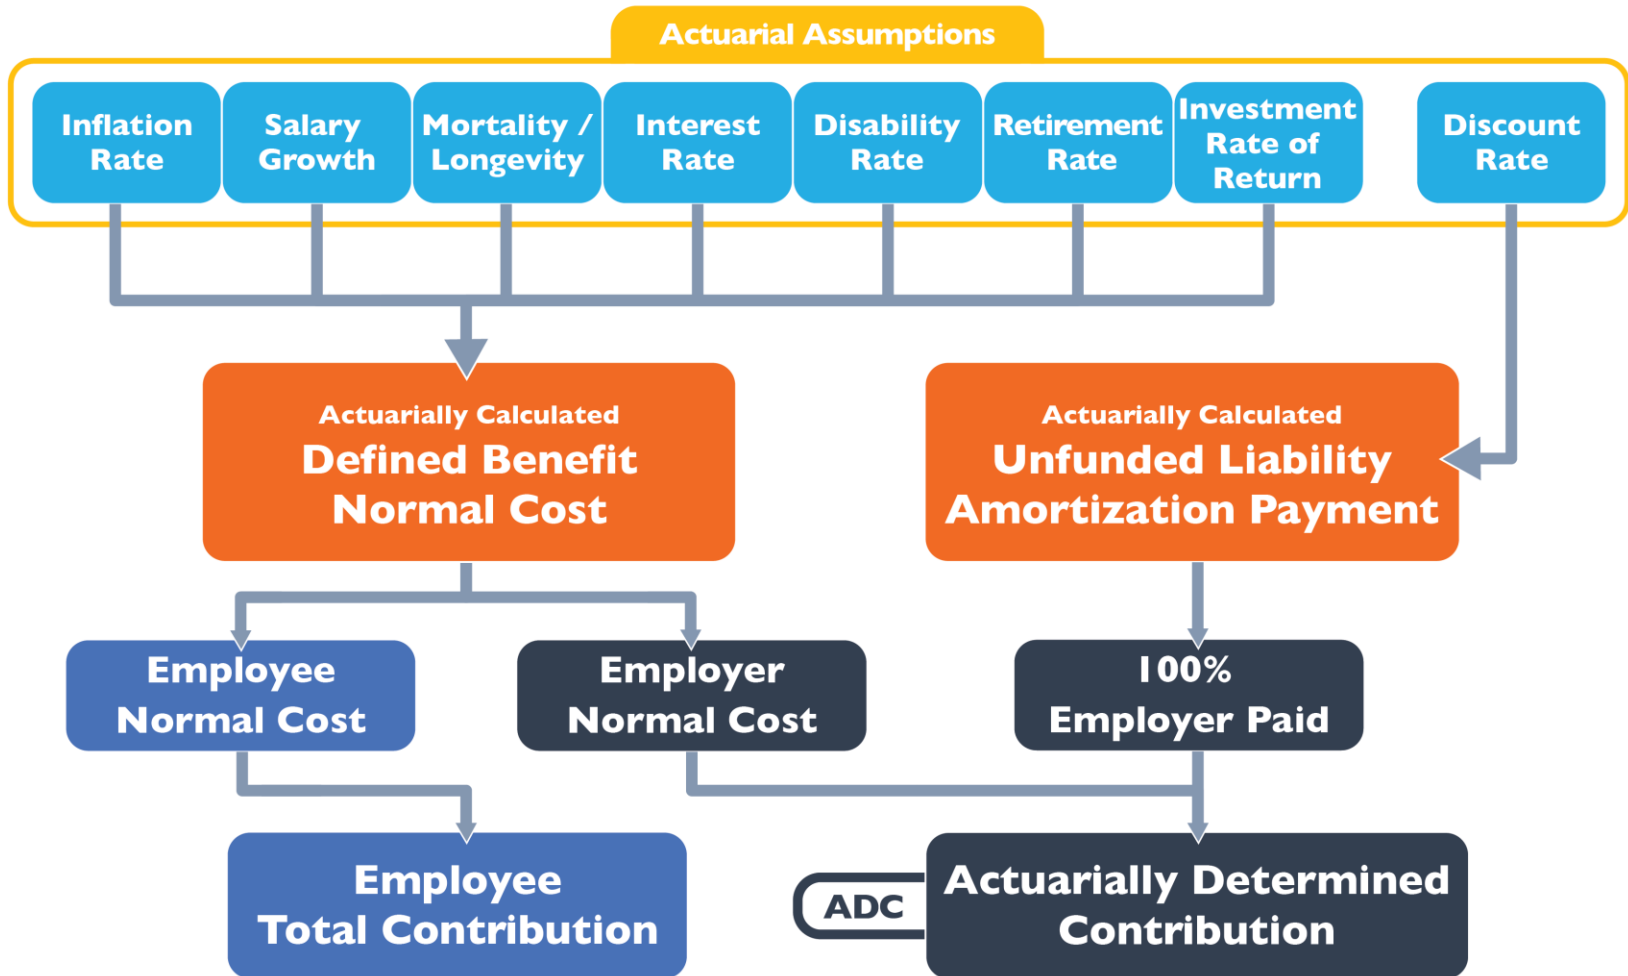 Actuarial Assumptions
Inflation
Rate
Salary
Growth
Mortality /
Longevity
Interest
Rate
Disability
Rate
Retirement
Rate
Investment
Rate of
Return
Discount
Rate
Actuarially Calculated
Defined Benefit
Normal Cost
Actuarially Calculated
Unfunded Liability
Amortization Payment
Employee
Normal Cost
Employer
Normal Cost
100%
Employer Paid
Employee
Total Contribution
ADC
Actuarially Determined
Contribution